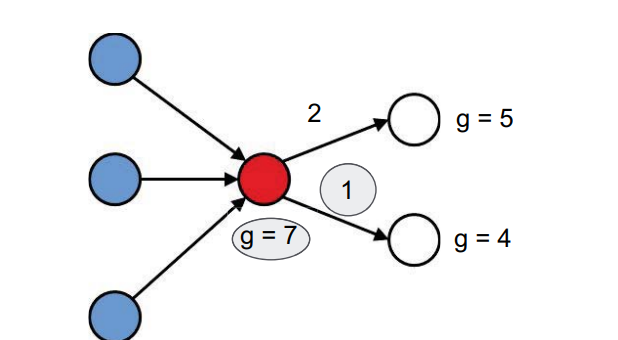 2
g = 5
1
g = 7
g = 4